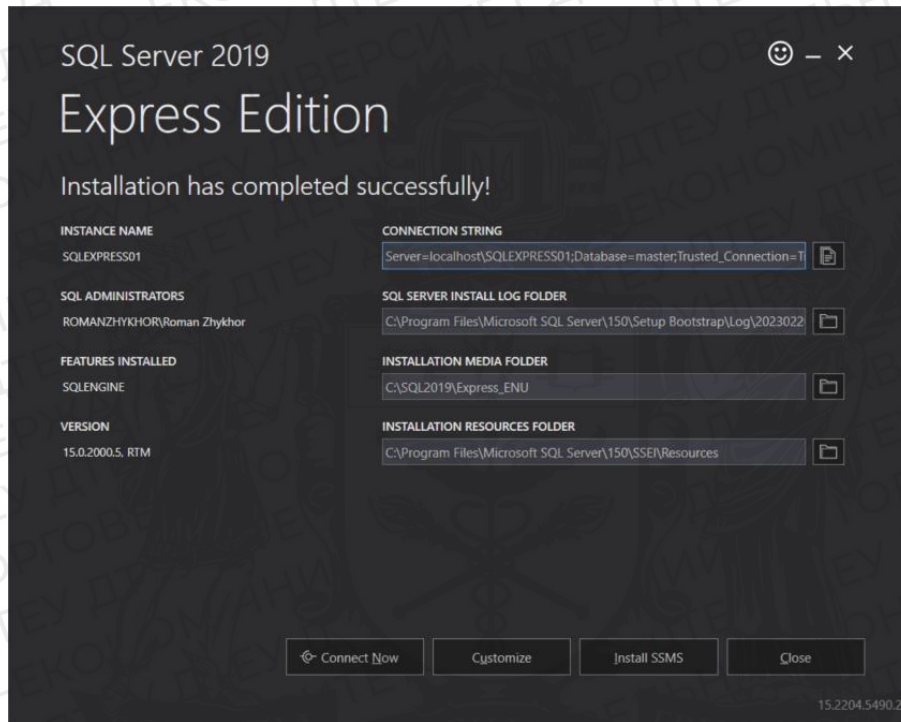 SQL Server 2019
Express Edition
Installation has completed successfully!
INSTANCE NAME
SQLEXPRESS01
CONNECTION STRING
Server=localhost\SQLEXPRESS01;Database=master;Trusted_Connection=T
SQL ADMINISTRATORS
ROMANZHYKHOR\Roman Zhykhor
SQL SERVER INSTALL LOG FOLDER
C:\Program Files\Microsoft SQL Server\150\Setup Bootstrap\Log\2023022
FEATURES INSTALLED
SQLENGINE
INSTALLATION MEDIA FOLDER
C:\SQL2019\Express_ENU
VERSION
15.0.2000.5, RTM
INSTALLATION RESOURCES FOLDER
C:\Program Files\Microsoft SQL Server\150\SSEI\Resources
Connect Now
Customize
Install SSMS
Close
15.2204.5490.2